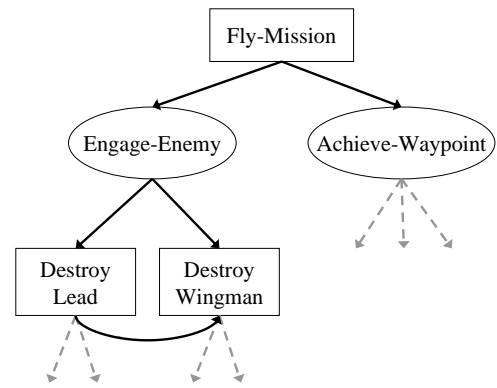 Fly-Mission
Engage-Enemy
Achieve-Waypoint
Destroy
Lead
Destroy
Wingman